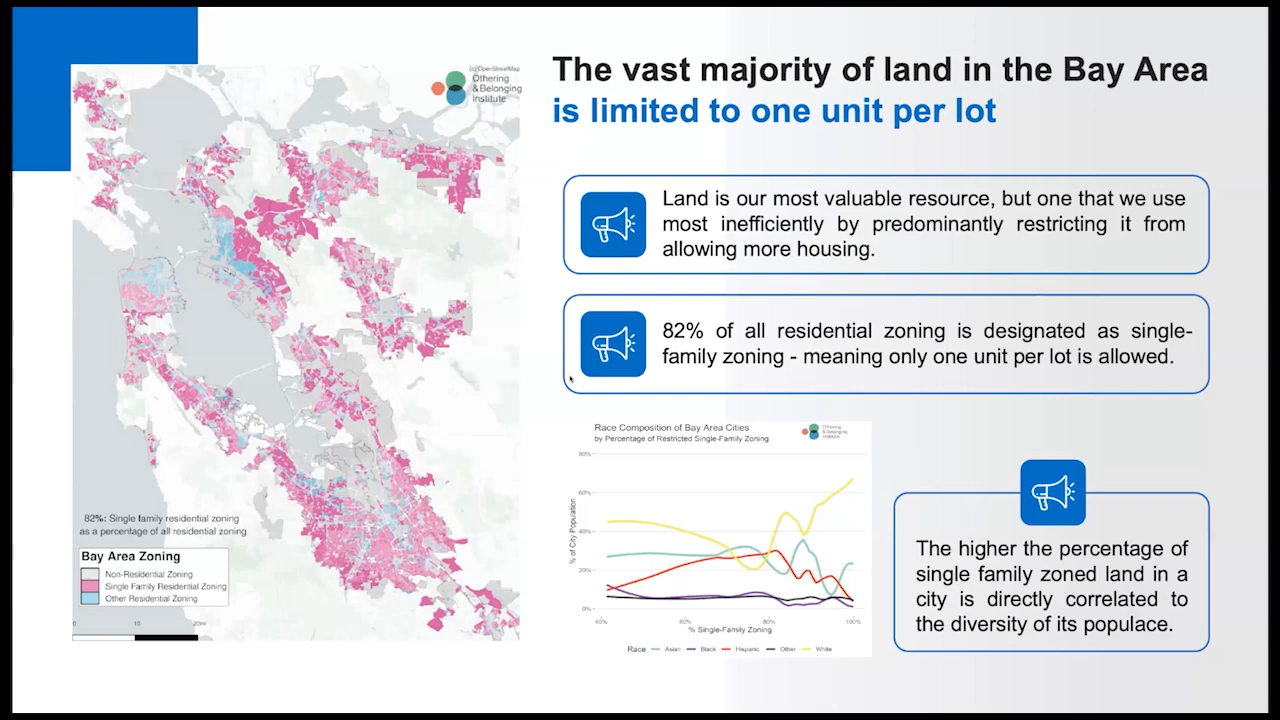 The vast majority of land in the Bay Area
is limited to one unit per lot
(c) OpenStreetMap
Othering
& Belonging
Institute
Land is our most valuable resource, but one that we use
most inefficiently by predominantly restricting it from
allowing more housing.
82% of all residential zoning is designated as single-
family zoning - meaning only one unit per lot is allowed.
82%: Single family residential zoning
as a percentage of all residential zoning
Bay Area Zoning
Non-Residential Zoning
Single Family Residential Zoning
Other Residential Zoning
0 10 20mi
Race Composition of Bay Area Cities
by Percentage of Restricted Single-Family Zoning
Othering
& Belonging
Institute
% of City Population
80%
60%
40%
20%
0%
40% 60% 80% 100%
% Single-Family Zoning
Race Asian Black Hispanic Other White
The higher the percentage of
single family zoned land in a
city is directly correlated to
the diversity of its populace.